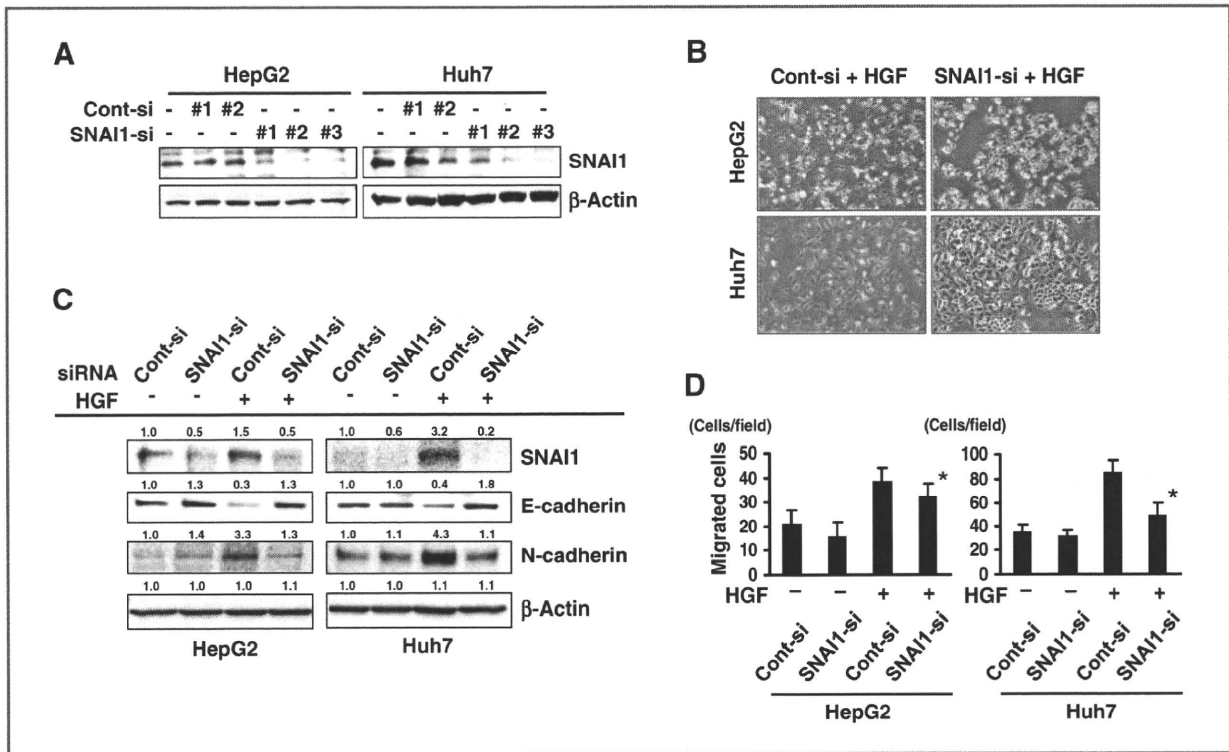 A
HepG2 Huh7
Cont-si - #1 #2 - - - - #1 #2 - - -
SNAI1-si - - - #1 #2 #3 - - - #1 #2 #3
SNAI1
β-Actin
B
Cont-si + HGF SNAI1-si + HGF
HepG2
Huh7
C
siRNA Cont-si SNAI1-si Cont-si SNAI1-si Cont-si SNAI1-si Cont-si SNAI1-si
HGF - - + + - - + +
1.0 0.5 1.5 0.5 1.0 0.6 3.2 0.2
SNAI1
1.0 1.3 0.3 1.3 1.0 1.0 0.4 1.8
E-cadherin
1.0 1.4 3.3 1.3 1.0 1.1 4.3 1.1
N-cadherin
1.0 1.0 1.0 1.1 1.0 1.0 1.1 1.1
β-Actin
HepG2 Huh7
D
(Cells/field) (Cells/field)
Migrated cells
50
40
30
20
10
0
*
100
80
60
40
20
0
*
HGF − − + + − − + +
Cont-si SNAI1-si Cont-si SNAI1-si Cont-si SNAI1-si Cont-si SNAI1-si
HepG2 Huh7